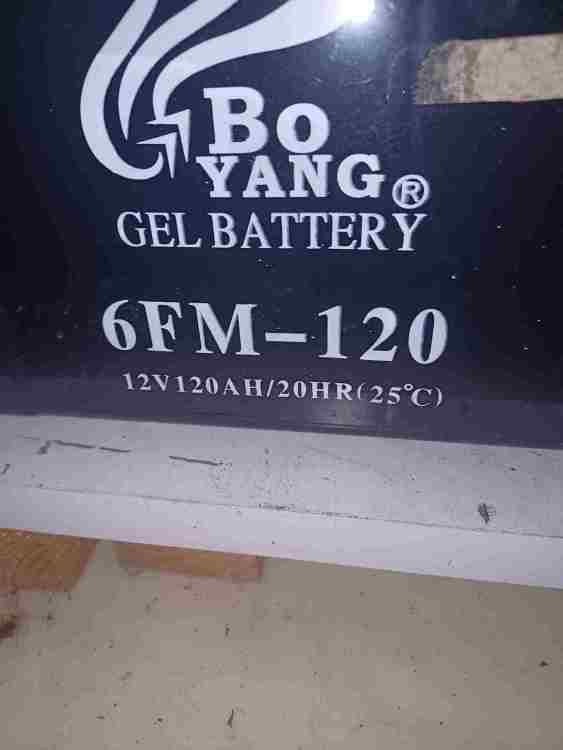 Bo
YANG®
GEL BATTERY
6FM-120
12V120AH/20HR(25°C)